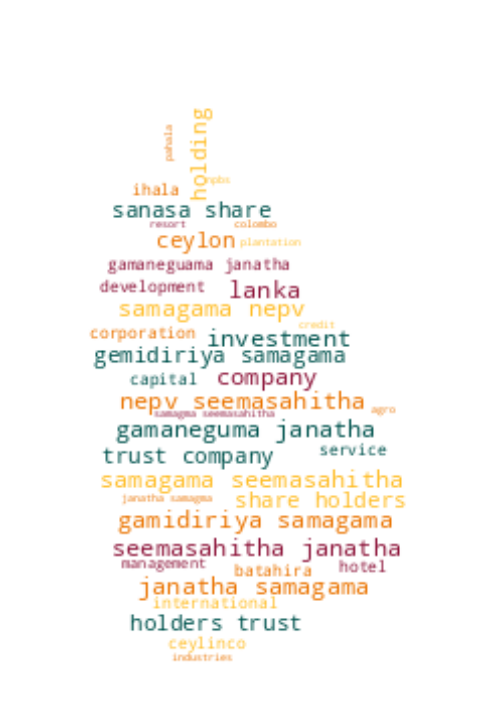 pahala
holding
npbs
ihala
sanasa share
resort colombo
ceylon plantation
gamaneguama janatha
development lanka
samagama nepv
credit
corporation investment
gemidiriya samagama
capital company
nepv seemasahitha
samagma seemasahitha agro
gamaneguma janatha
trust company service
samagama seemasahitha
janatha samagma share holders
gamidiriya samagama
seemasahitha janatha
management batahira hotel
janatha samagama
international
holders trust
ceylinco
industries